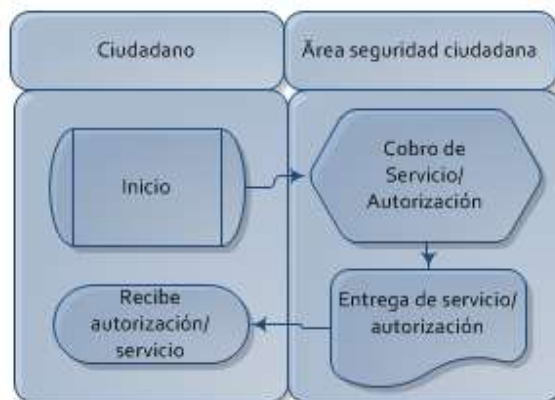 Ciudadano
Área seguridad ciudadana
Inicio
Cobro de
Servicio/
Autorización
Recibe
autorización/
servicio
Entrega de servicio/
autorización